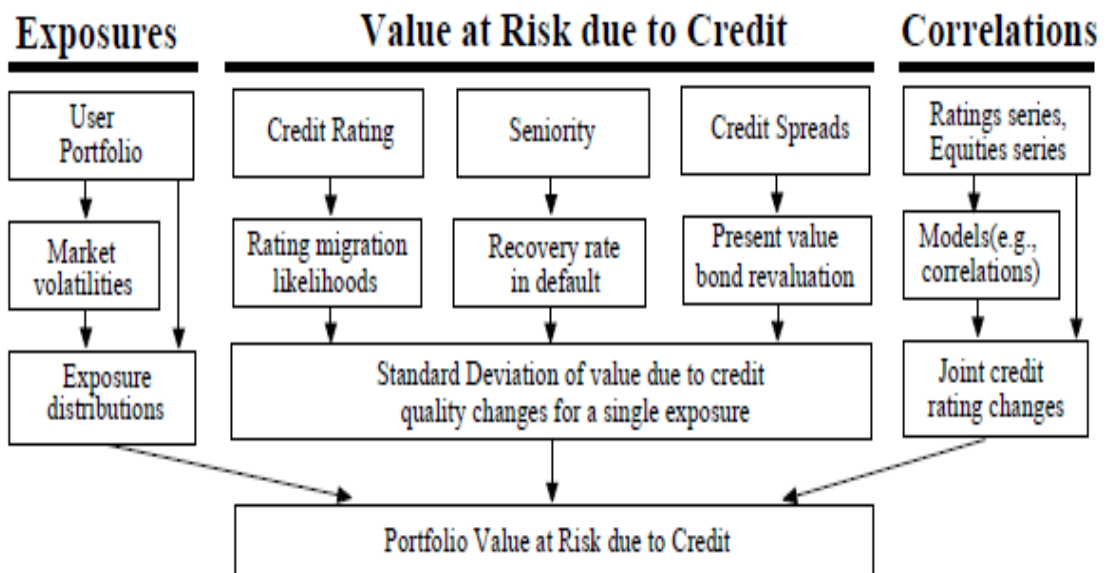 Exposures
Value at Risk due to Credit
Correlations
User
Portfolio
Credit Rating
Seniority
Credit Spreads
Ratings series,
Equities series
Market
volatilities
Rating migration
likelihoods
Recovery rate
in default
Present value
bond revaluation
Models(e.g.,
correlations)
Exposure
distributions
Standard Deviation of value due to credit
quality changes for a single exposure
Joint credit
rating changes
Portfolio Value at Risk due to Credit